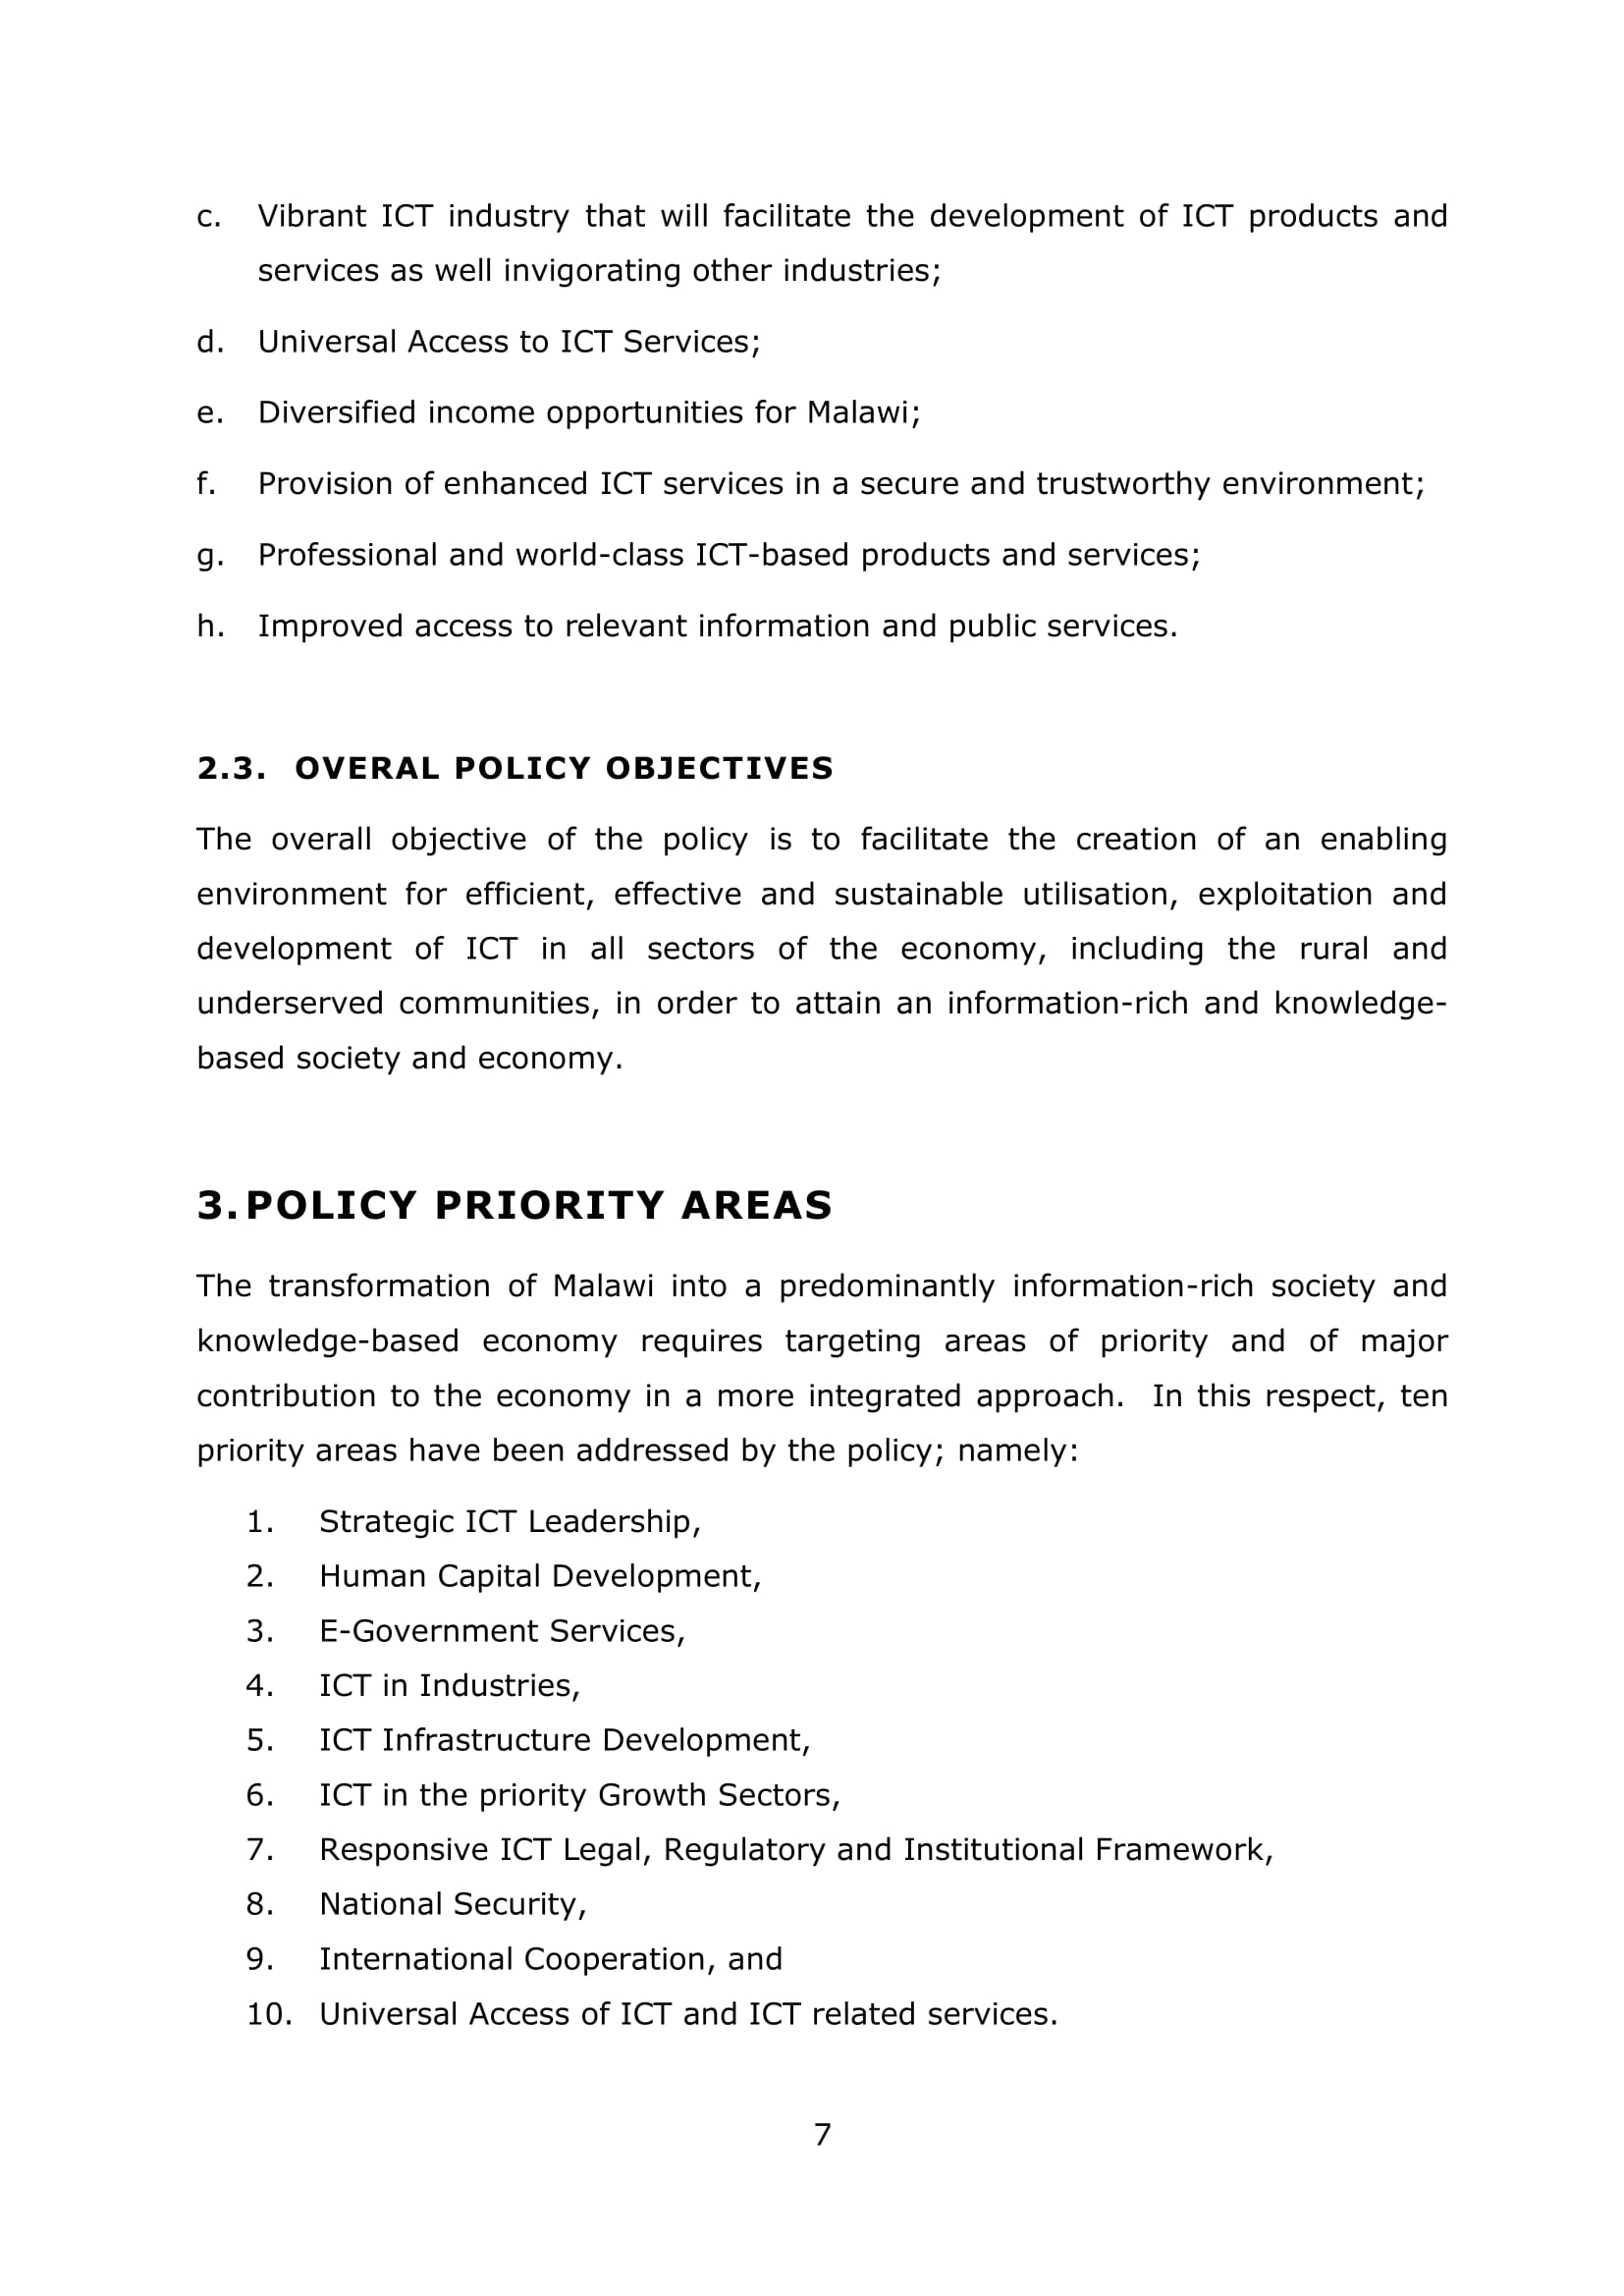 c. Vibrant ICT industry that will facilitate the development of ICT products and
services as well invigorating other industries;
d. Universal Access to ICT Services;
e. Diversified income opportunities for Malawi;
f. Provision of enhanced ICT services in a secure and trustworthy environment;
g. Professional and world-class ICT-based products and services;
h. Improved access to relevant information and public services.
2.3. OVERAL POLICY OBJECTIVES
The overall objective of the policy is to facilitate the creation of an enabling
environment for efficient, effective and sustainable utilisation, exploitation and
development of ICT in all sectors of the economy, including the rural and
underserved communities, in order to attain an information-rich and knowledge-
based society and economy.
3. POLICY PRIORITY AREAS
The transformation of Malawi into a predominantly information-rich society and
knowledge-based economy requires targeting areas of priority and of major
contribution to the economy in a more integrated approach. In this respect, ten
priority areas have been addressed by the policy; namely:
1. Strategic ICT Leadership,
2. Human Capital Development,
3. E-Government Services,
4. ICT in Industries,
5. ICT Infrastructure Development,
6. ICT in the priority Growth Sectors,
7. Responsive ICT Legal, Regulatory and Institutional Framework,
8. National Security,
9. International Cooperation, and
10. Universal Access of ICT and ICT related services.
7